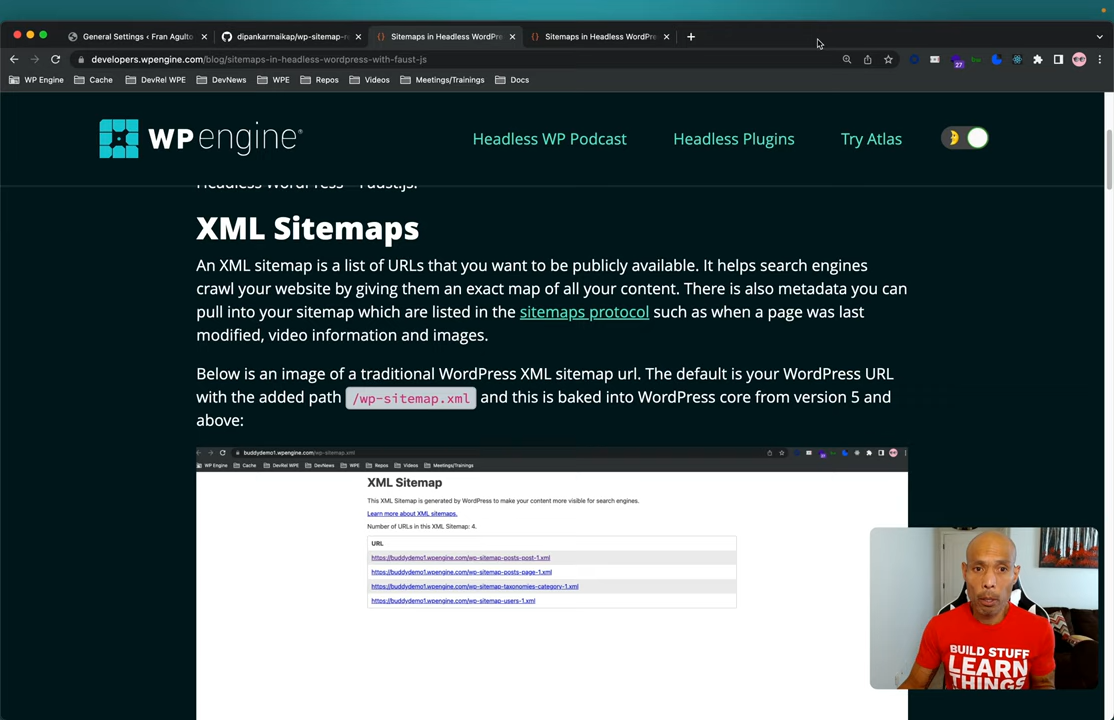 General Settings ‹ Fran Agulto
dipankarmaikap/wp-sitemap-r
Sitemaps in Headless WordPre
Sitemaps in Headless WordPre
developers.wpengine.com/blog/sitemaps-in-headless-wordpress-with-faust-js
27
WP Engine
Cache
DevRel WPE
DevNews
WPE
Repos
Videos
Meetings/Trainings
Docs
WP engine®
Headless WP Podcast
Headless Plugins
Try Atlas
Headless WordPress - Faust.js.
XML Sitemaps
An XML sitemap is a list of URLs that you want to be publicly available. It helps search engines
crawl your website by giving them an exact map of all your content. There is also metadata you can
pull into your sitemap which are listed in the sitemaps protocol such as when a page was last
modified, video information and images.
Below is an image of a traditional WordPress XML sitemap url. The default is your WordPress URL
with the added path /wp-sitemap.xml and this is baked into WordPress core from version 5 and
above:
buddydemo1.wpengine.com/wp-sitemap.xml
WP Engine
Cache
DevRel WPE
DevNews
WPE
Repos
Videos
Meetings/Trainings
XML Sitemap
This XML Sitemap is generated by WordPress to make your content more visible for search engines.
Learn more about XML sitemaps.
Number of URLs in this XML Sitemap: 4.
URL
https://buddydemo1.wpengine.com/wp-sitemap-posts-post-1.xml
https://buddydemo1.wpengine.com/wp-sitemap-posts-page-1.xml
https://buddydemo1.wpengine.com/wp-sitemap-taxonomies-category-1.xml
https://buddydemo1.wpengine.com/wp-sitemap-users-1.xml
BUILD STUFF
LEARN
THINGS